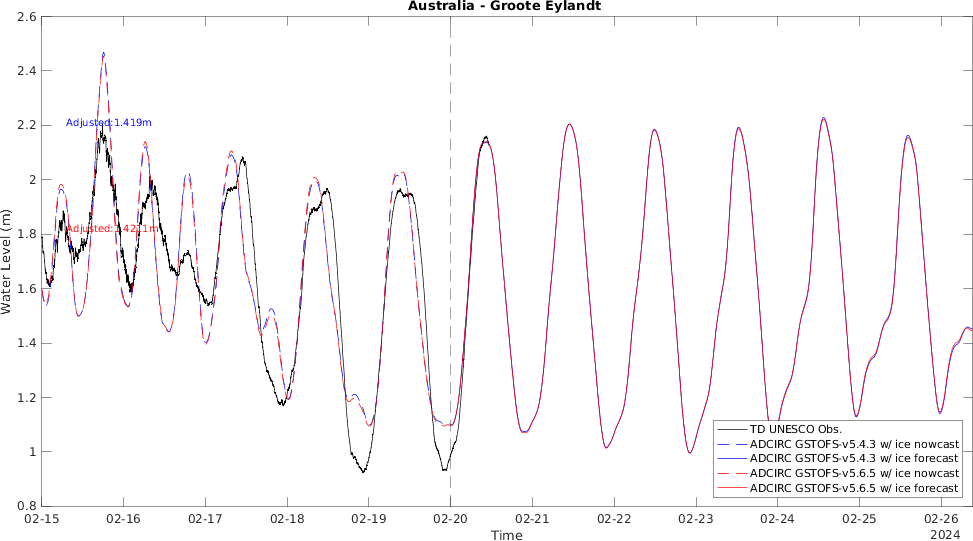 Australia - Groote Eylandt
2.6
2.4
2.2
2
1.8
1.6
1.4
1.2
1
0.8
Water Level (m)
Adjusted:1.419m
Adjusted:1.4211m
TD UNESCO Obs.
ADCIRC GSTOFS-v5.4.3 w/ ice nowcast
ADCIRC GSTOFS-v5.4.3 w/ ice forecast
ADCIRC GSTOFS-v5.6.5 w/ ice nowcast
ADCIRC GSTOFS-v5.6.5 w/ ice forecast
02-15 02-16 02-17 02-18 02-19 02-20 02-21 02-22 02-23 02-24 02-25 02-26
2024
Time